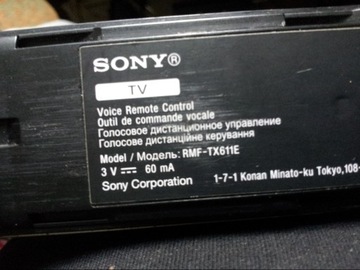 SONY®
TV
Voice Remote Control
Outil de commande vocale
Голосовое дистанционное управление
Голосове дистанційне керування
Model / Модель: RMF-TX611E
3 V ⎓ 60 mA
Sony Corporation 1-7-1 Konan Minato-ku Tokyo, 108-